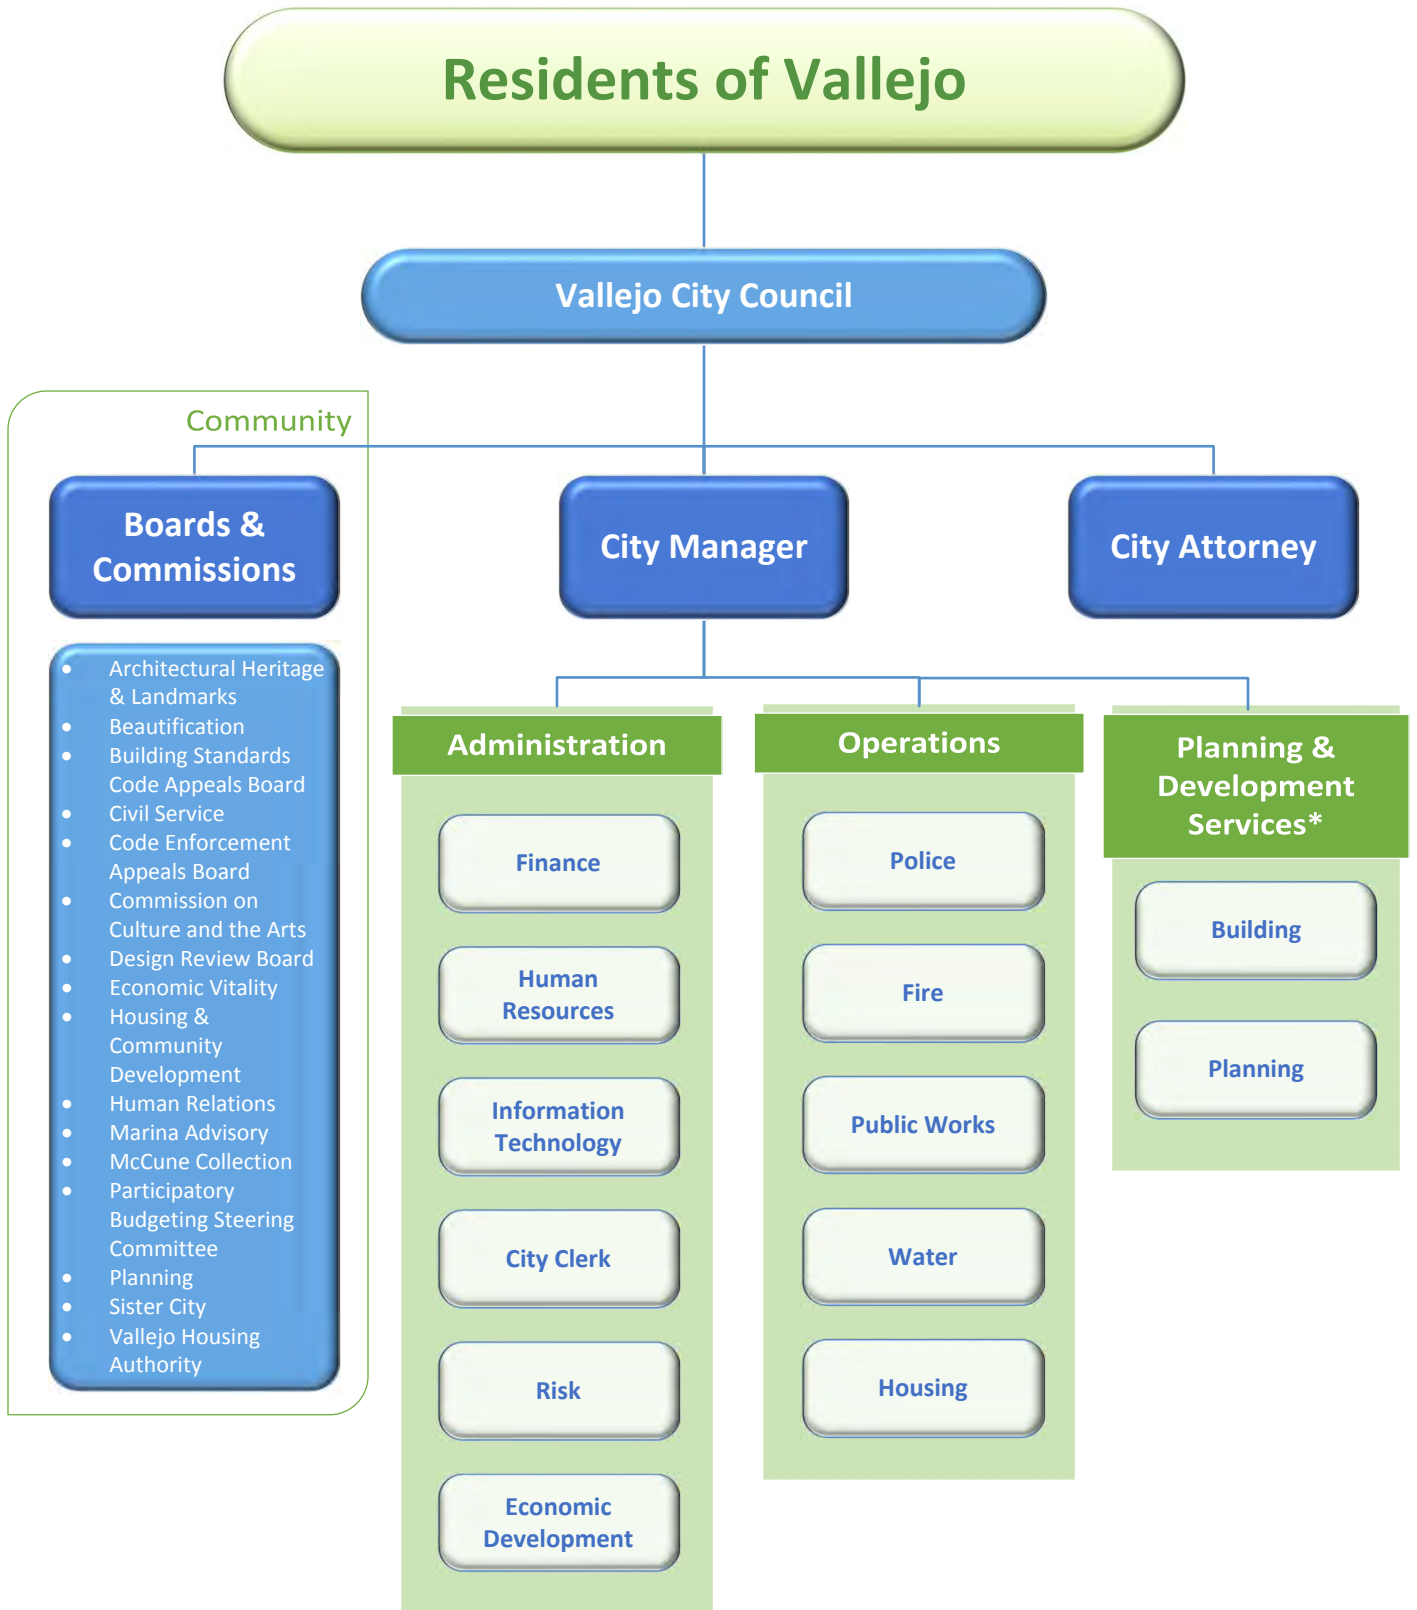 Residents of Vallejo
Vallejo City Council
Community
Boards &
Commissions
City Manager
City Attorney
• Architectural Heritage
& Landmarks
• Beautification
• Building Standards
Code Appeals Board
• Civil Service
• Code Enforcement
Appeals Board
• Commission on
Culture and the Arts
• Design Review Board
• Economic Vitality
• Housing &
Community
Development
• Human Relations
• Marina Advisory
• McCune Collection
• Participatory
Budgeting Steering
Committee
• Planning
• Sister City
• Vallejo Housing
Authority
Administration
Finance
Human
Resources
Information
Technology
City Clerk
Risk
Economic
Development
Operations
Police
Fire
Public Works
Water
Housing
Planning &
Development
Services*
Building
Planning